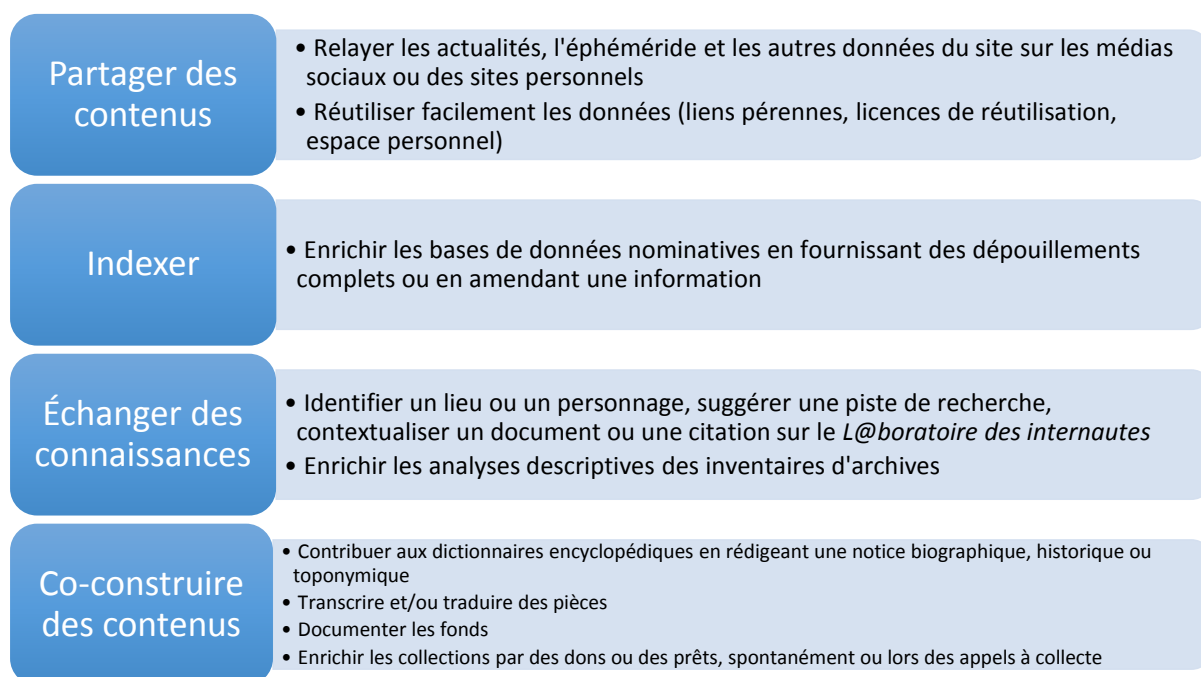 Partager des
contenus
• Relayer les actualités, l'éphéméride et les autres données du site sur les médias
sociaux ou des sites personnels
• Réutiliser facilement les données (liens pérennes, licences de réutilisation,
espace personnel)
Indexer
• Enrichir les bases de données nominatives en fournissant des dépouillements
complets ou en amendant une information
Échanger des
connaissances
• Identifier un lieu ou un personnage, suggérer une piste de recherche,
contextualiser un document ou une citation sur le L@boratoire des internautes
• Enrichir les analyses descriptives des inventaires d'archives
Co-construire
des contenus
• Contribuer aux dictionnaires encyclopédiques en rédigeant une notice biographique, historique ou
toponymique
• Transcrire et/ou traduire des pièces
• Documenter les fonds
• Enrichir les collections par des dons ou des prêts, spontanément ou lors des appels à collecte